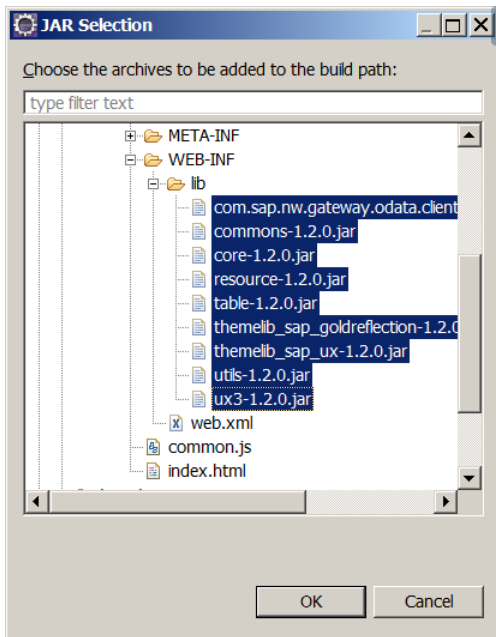 JAR Selection
Choose the archives to be added to the build path:
type filter text
META-INF
WEB-INF
lib
com.sap.nw.gateway.odata.client
commons-1.2.0.jar
core-1.2.0.jar
resource-1.2.0.jar
table-1.2.0.jar
themelib_sap_goldreflection-1.2.0
themelib_sap_ux-1.2.0.jar
utils-1.2.0.jar
ux3-1.2.0.jar
web.xml
common.js
index.html
OK Cancel